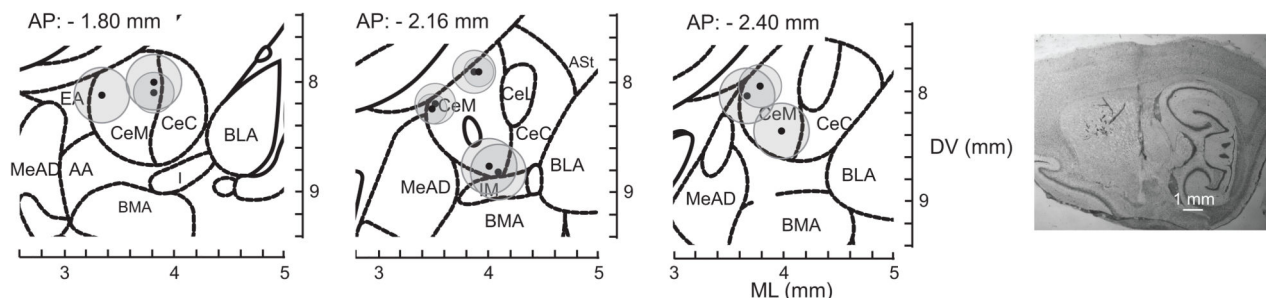 AP: - 1.80 mm
EA
CeM
CeC
BLA
MeAD
AA
I
BMA
3
4
5
8
9
AP: - 2.16 mm
ASt
CeM
CeL
CeC
BLA
MeAD
IM
BMA
3
4
5
8
9
AP: - 2.40 mm
CeM
CeC
BLA
MeAD
BMA
3
4
5
8
9
DV (mm)
ML (mm)
1 mm